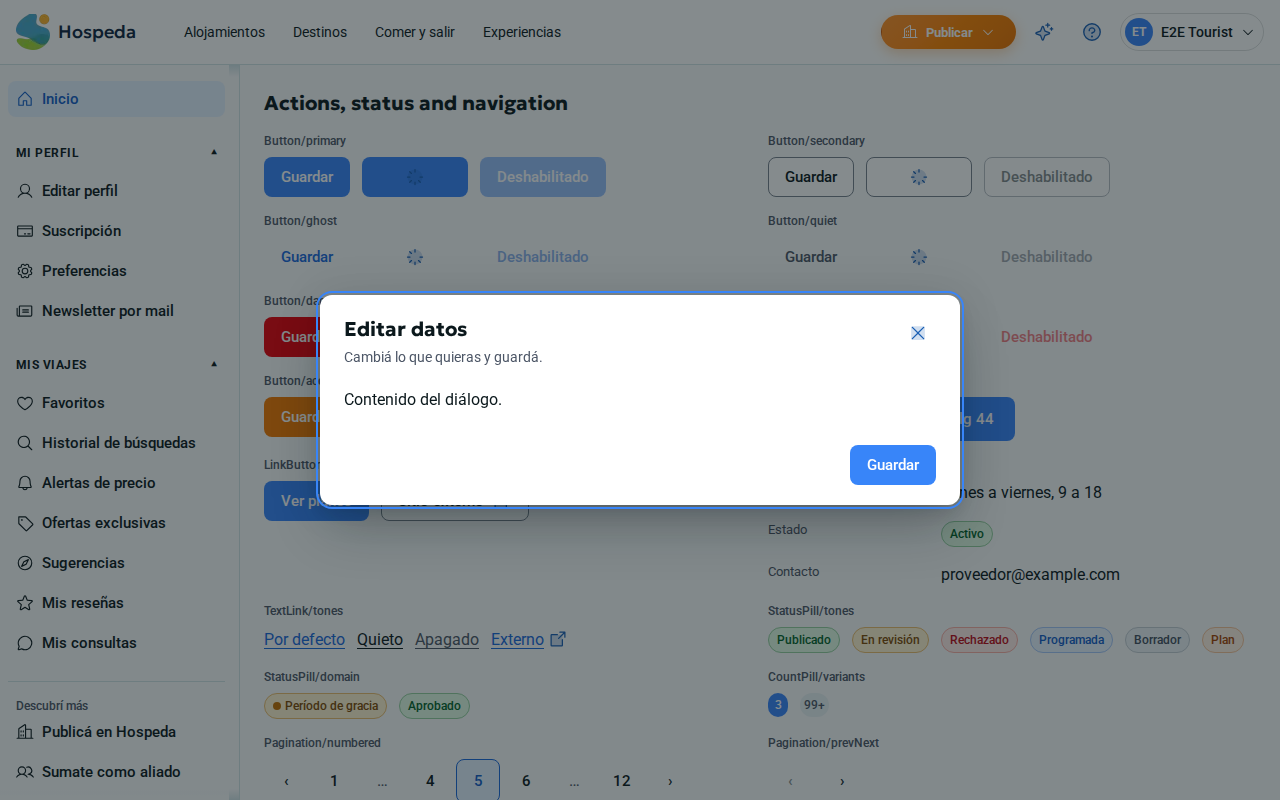 Hospeda
Alojamientos
Destinos
Comer y salir
Experiencias
Publicar
ET
E2E Tourist
Inicio
MI PERFIL
Editar perfil
Suscripción
Preferencias
Newsletter por mail
MIS VIAJES
Favoritos
Historial de búsquedas
Alertas de precio
Ofertas exclusivas
Sugerencias
Mis reseñas
Mis consultas
Descubrí más
Publicá en Hospeda
Sumate como aliado
Actions, status and navigation
Button/primary
Guardar
Deshabilitado
Button/secondary
Guardar
Deshabilitado
Button/ghost
Guardar
Deshabilitado
Button/quiet
Guardar
Deshabilitado
Deshabilitado
Editar datos
Cambiá lo que quieras y guardá.
Contenido del diálogo.
Guardar
44
a viernes, 9 a 18
Estado
Activo
Contacto
proveedor@example.com
TextLink/tones
Por defecto
Quieto
Apagado
Externo
StatusPill/tones
Publicado
En revisión
Rechazado
Programada
Borrador
Plan
StatusPill/domain
Período de gracia
Aprobado
CountPill/variants
3
99+
Pagination/numbered
‹ 1 … 4 5 6 … 12 ›
Pagination/prevNext
‹ ›